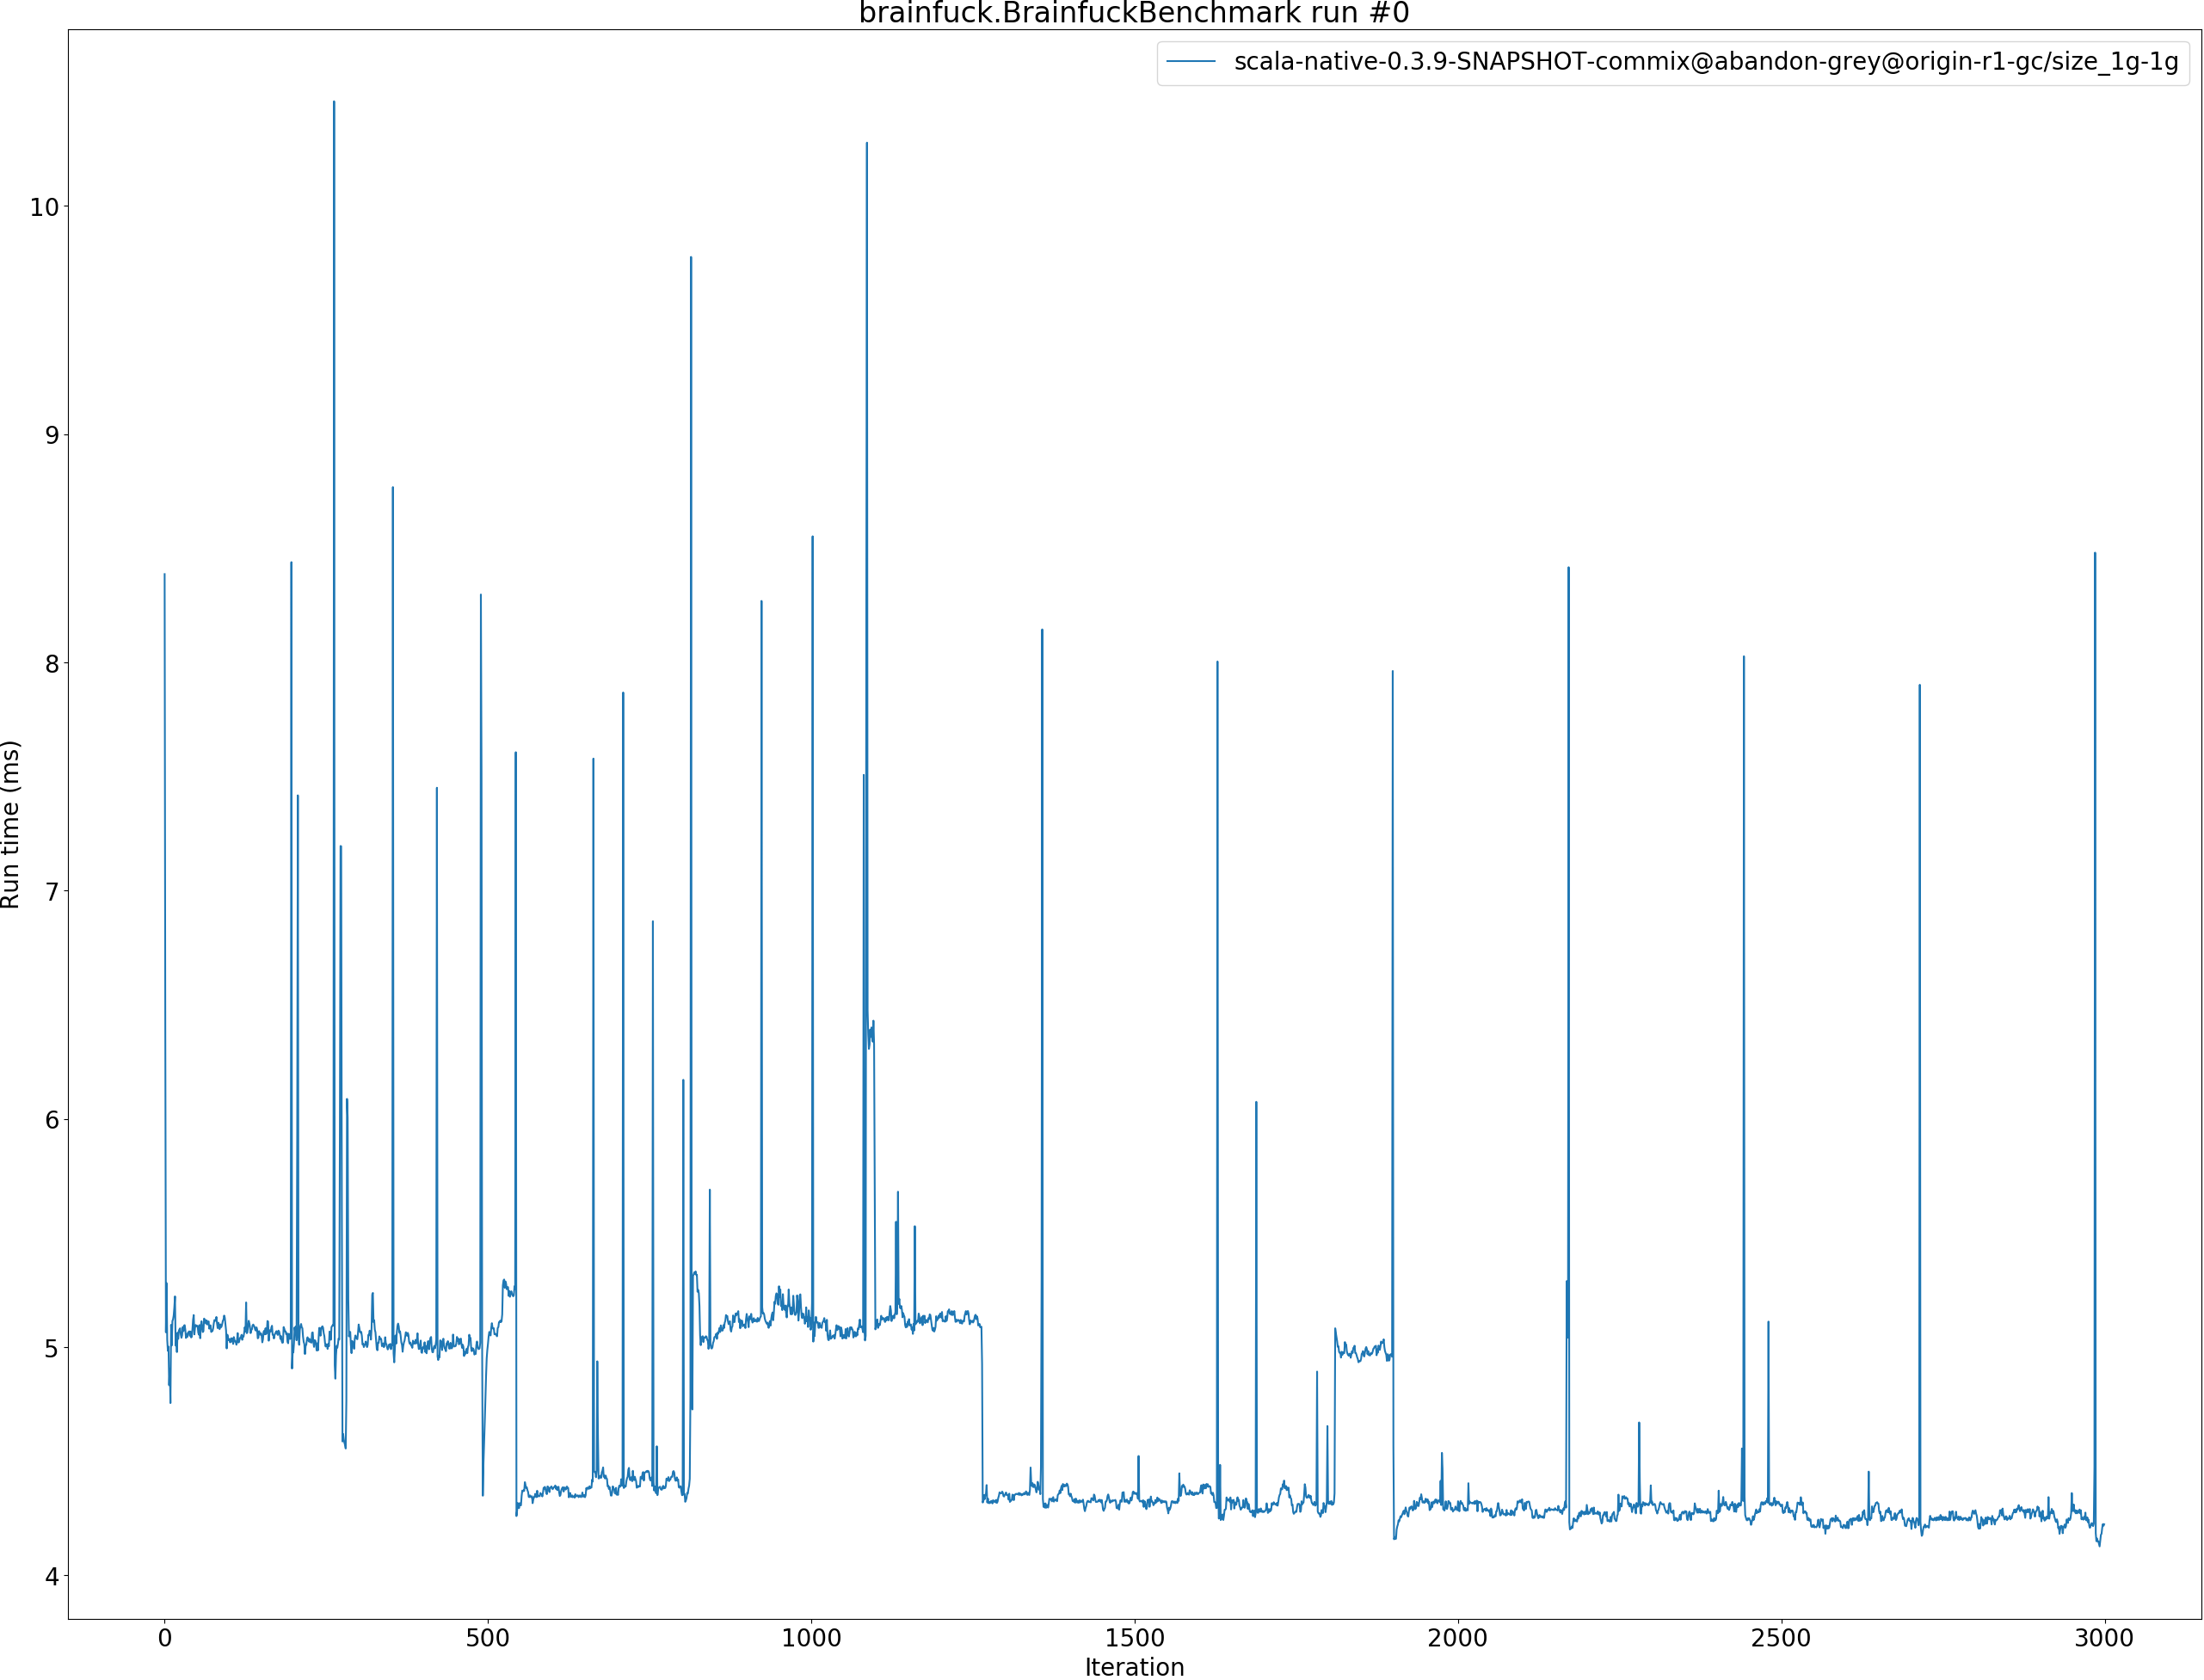 brainfuck.BrainfuckBenchmark run #0
scala-native-0.3.9-SNAPSHOT-commix@abandon-grey@origin-r1-gc/size_1g-1g
Run time (ms)
10
9
8
7
6
5
4
0 500 1000 1500 2000 2500 3000
Iteration